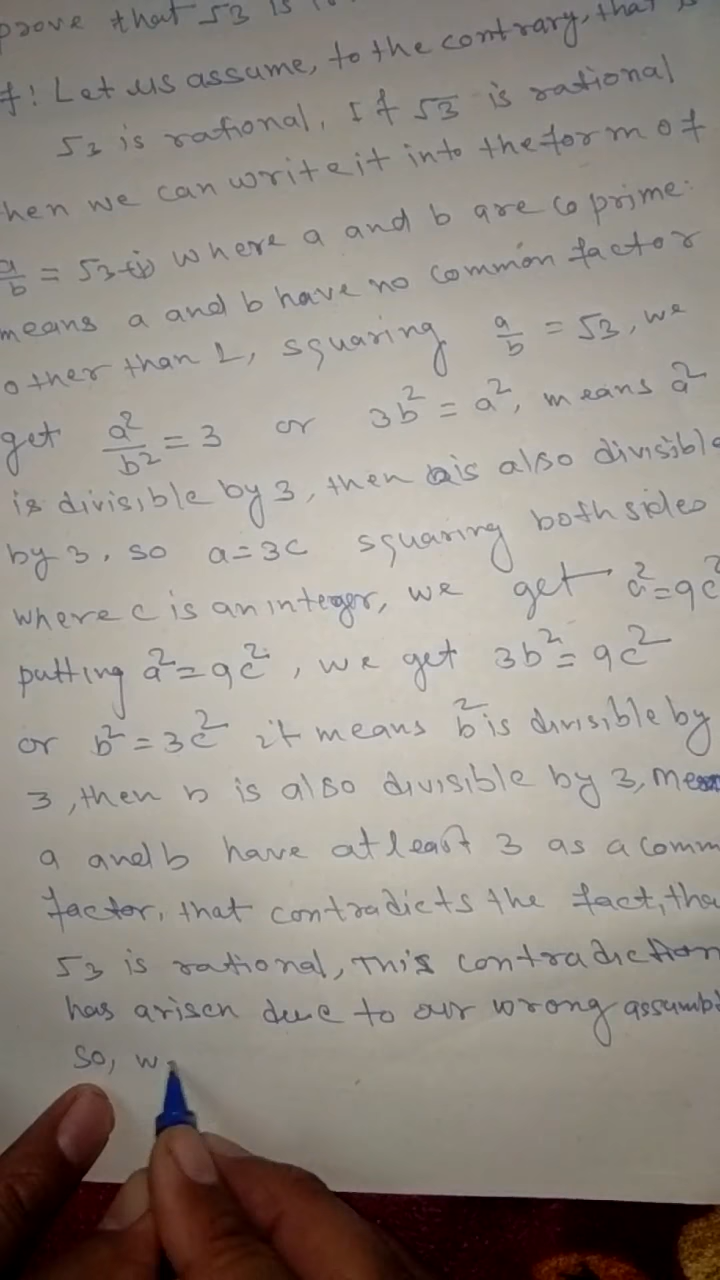 prove that √3 is
f: Let us assume, to the contrary, that
√3 is rational, If √3 is rational
hen we can write it into the form of
a/b = √3-(i) where a and b are co prime.
means a and b have no common factor
other than 1, squaring a/b = √3, we
get a²/b² = 3 or 3b² = a², means a²
is divisible by 3, then a is also divisible
by 3. so a=3c squaring both sides
where c is an integer, we get a²=9c²
putting a²=9c², we get 3b²=9c²
or b²=3c² it means b² is divisible by
3, then b is also divisible by 3, mean
a and b have at least 3 as a comm
factor, that contradicts the fact, tha
√3 is rational, This contradiction
has arisen due to our wrong assumb
So, w